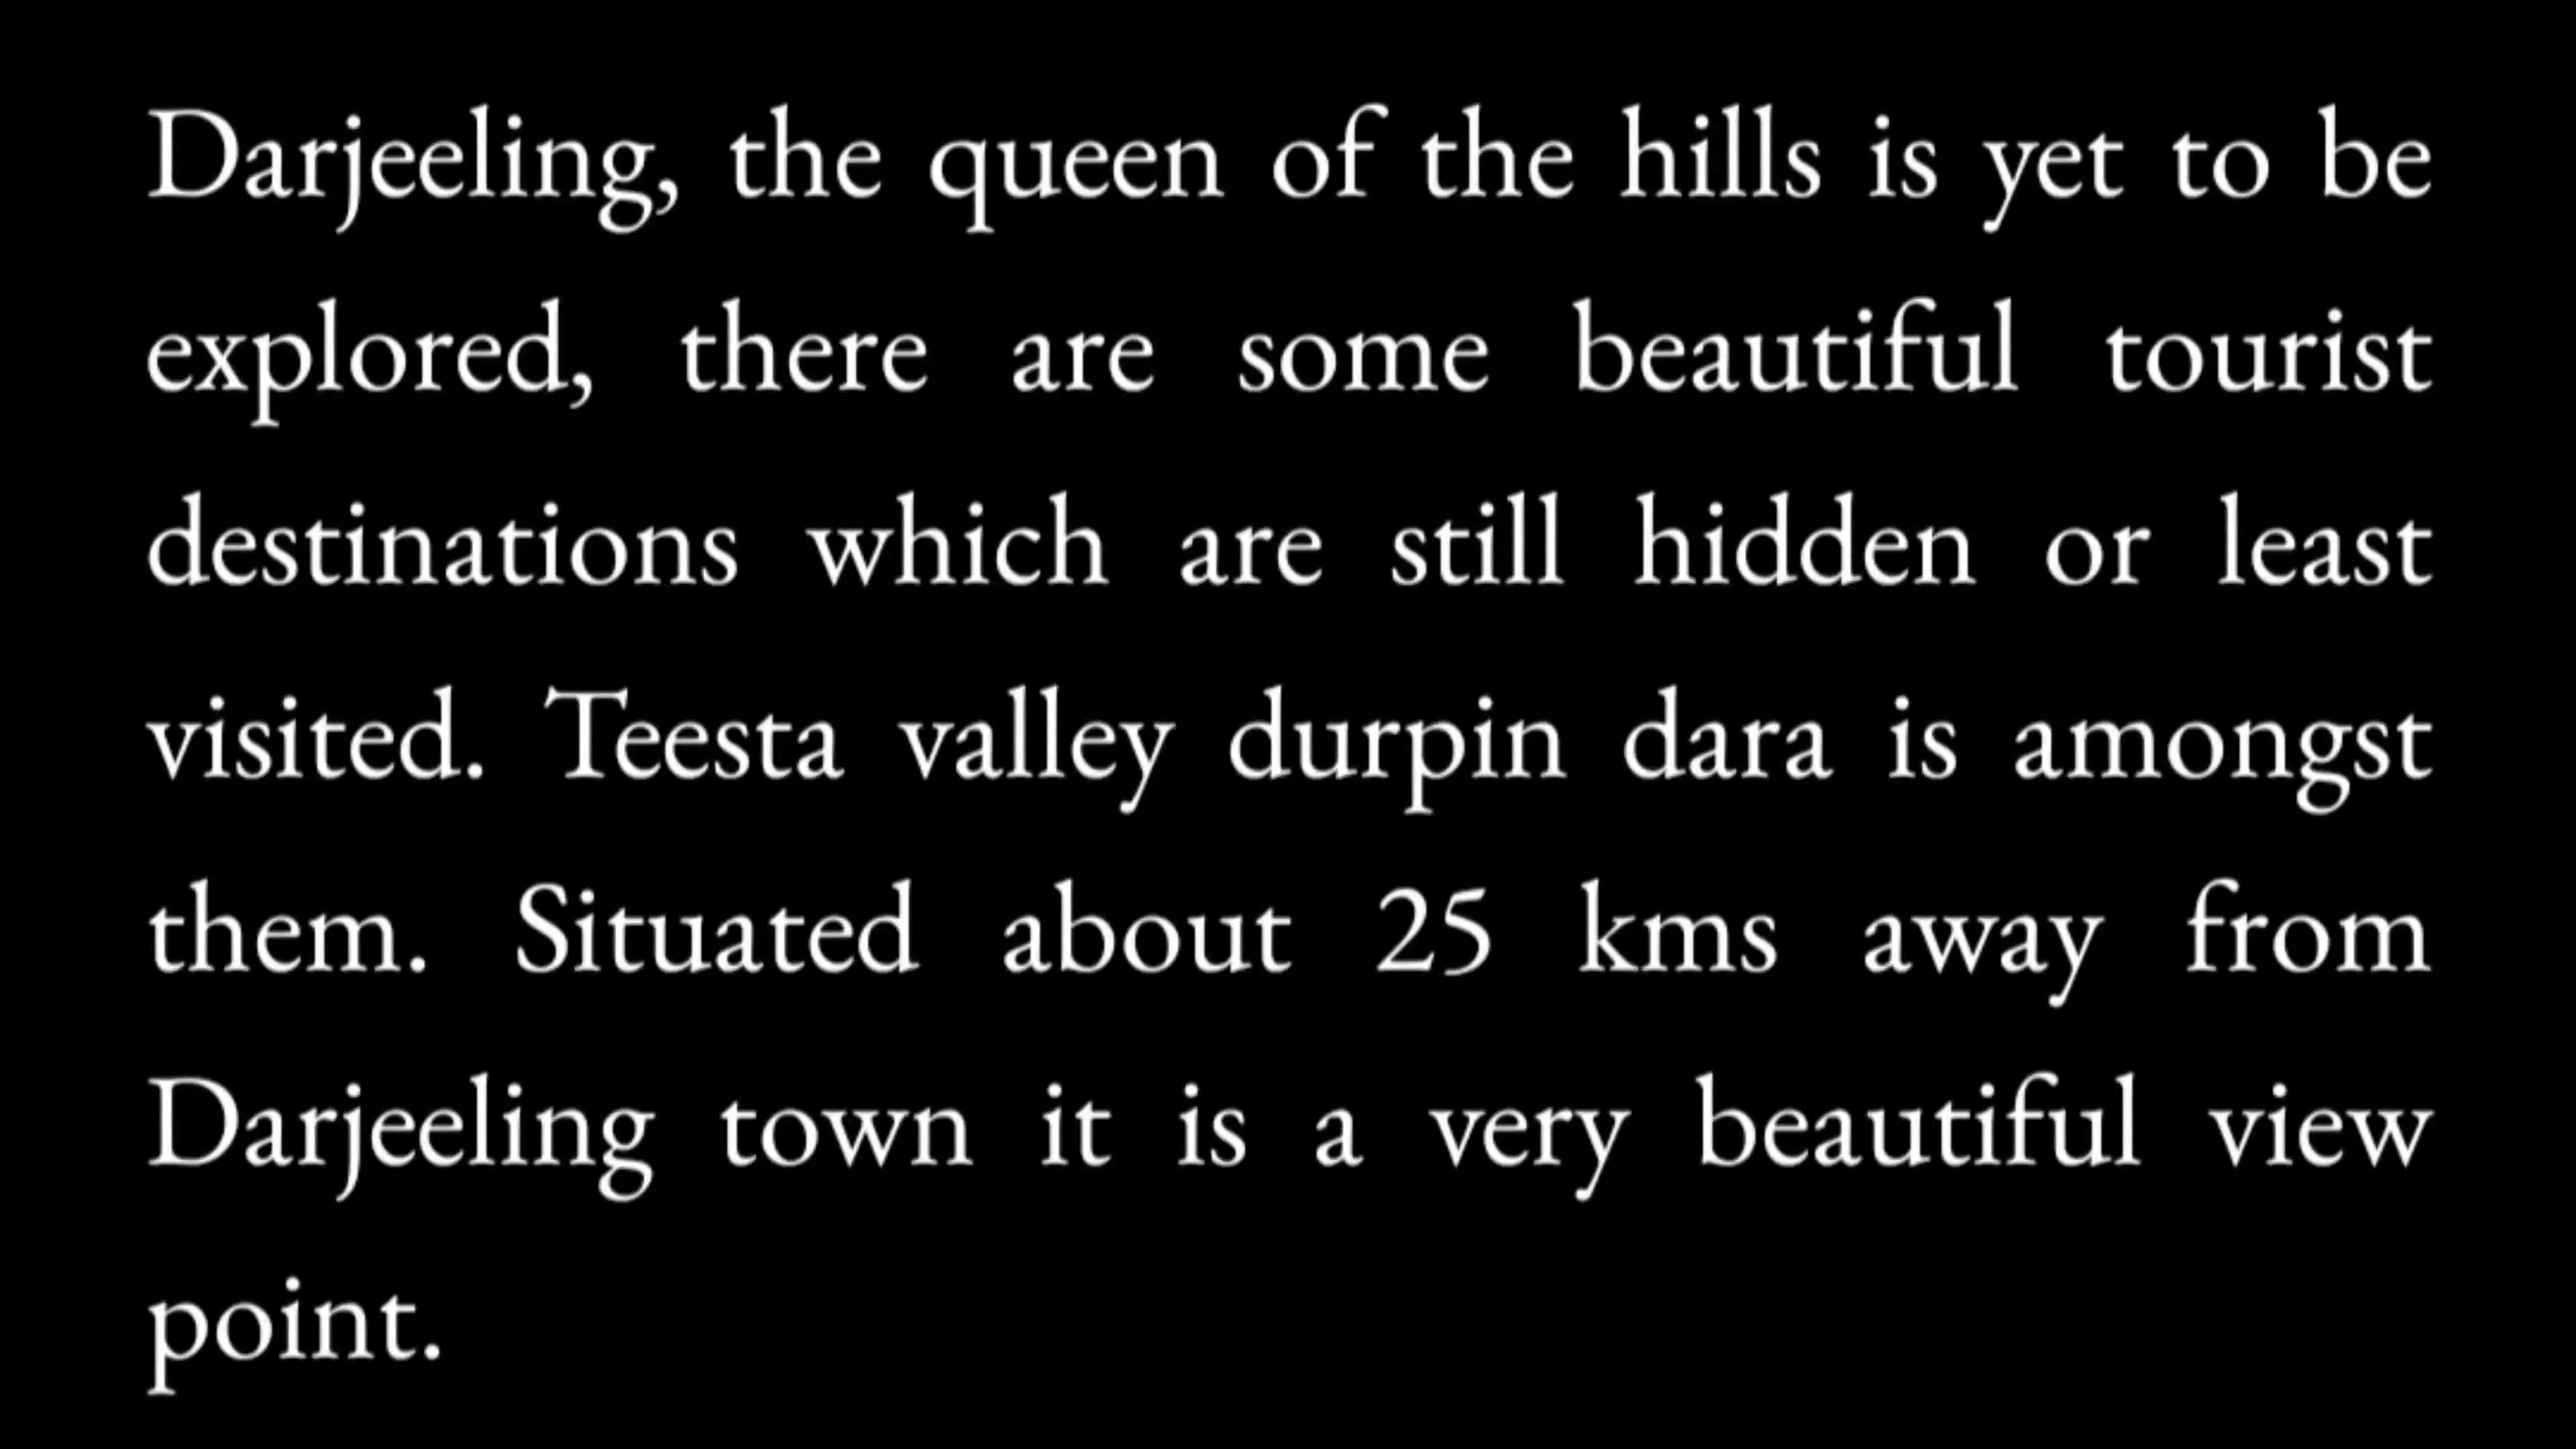 Darjeeling, the queen of the hills is yet to be
explored, there are some beautiful tourist
destinations which are still hidden or least
visited. Teesta valley durpin dara is amongst
them. Situated about 25 kms away from
Darjeeling town it is a very beautiful view
point.